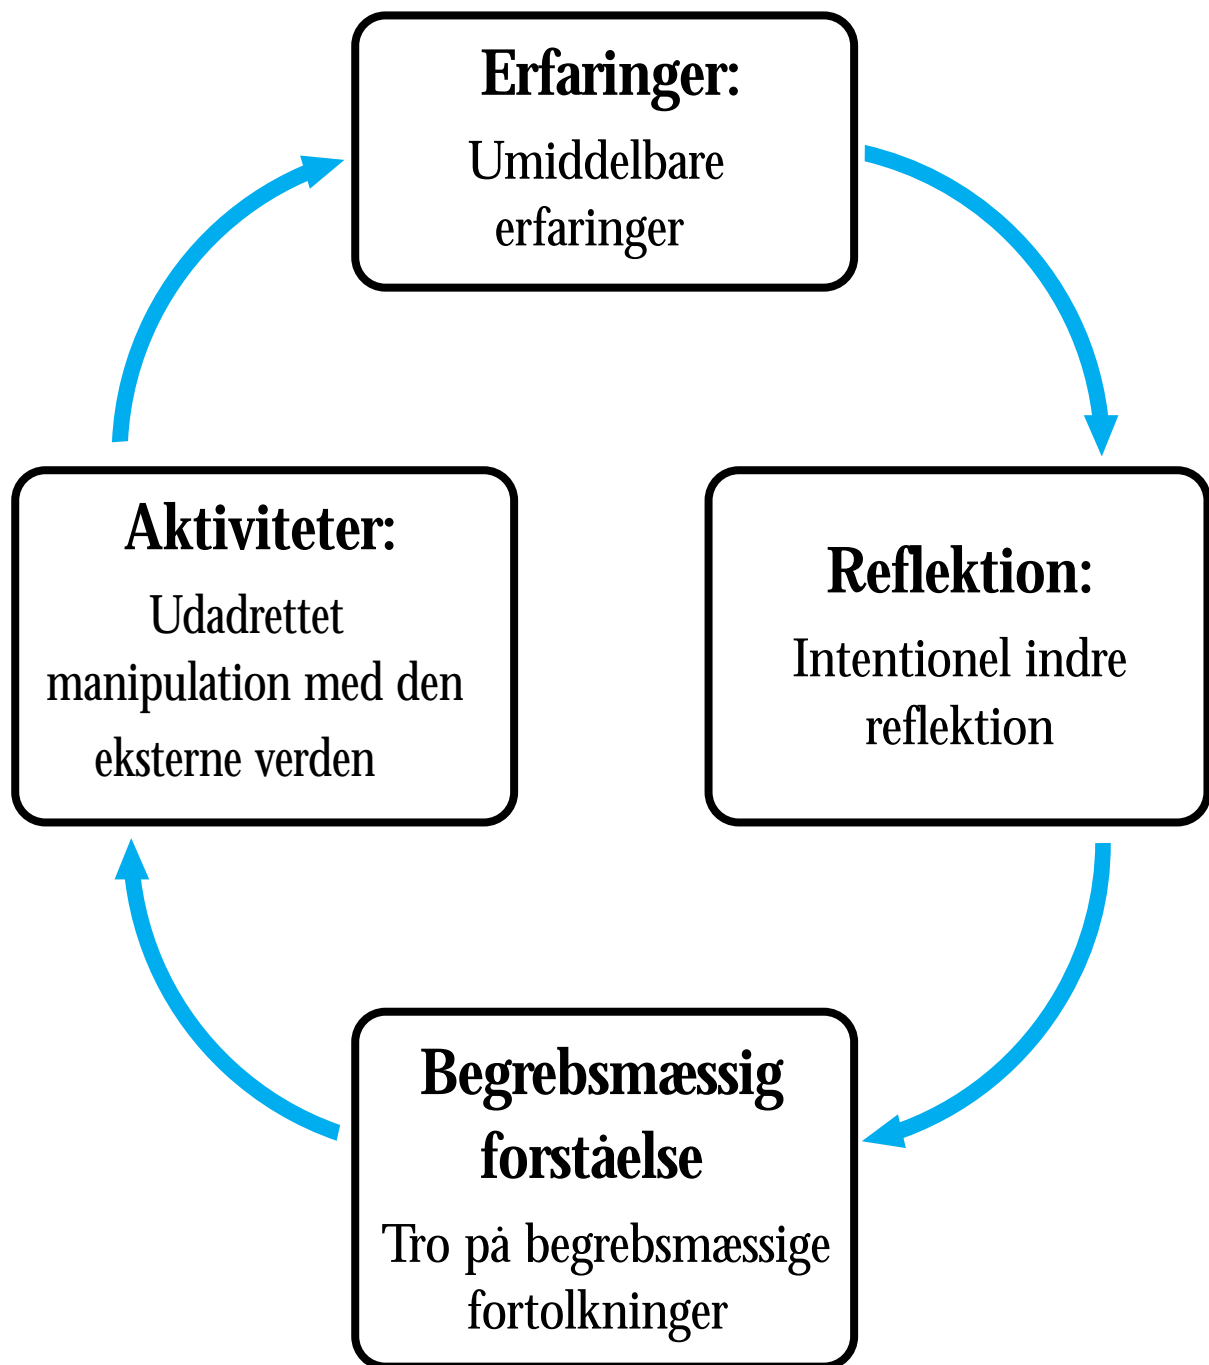 Erfaringer:
Umiddelbare
erfaringer
Aktiviteter:
Udadrettet
manipulation med den
eksterne verden
Reflektion:
Intentionel indre
reflektion
Begrebsmæssig
forståelse
Tro på begrebsmæssige
fortolkninger